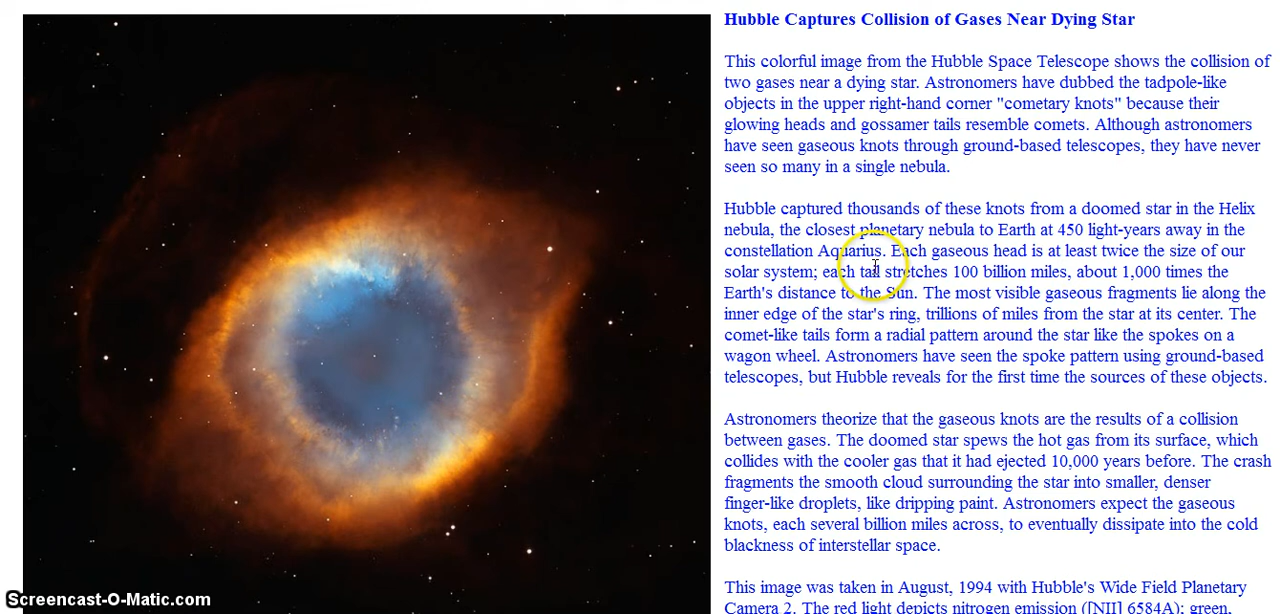 Hubble Captures Collision of Gases Near Dying Star
This colorful image from the Hubble Space Telescope shows the collision of
two gases near a dying star. Astronomers have dubbed the tadpole-like
objects in the upper right-hand corner "cometary knots" because their
glowing heads and gossamer tails resemble comets. Although astronomers
have seen gaseous knots through ground-based telescopes, they have never
seen so many in a single nebula.
Hubble captured thousands of these knots from a doomed star in the Helix
nebula, the closest planetary nebula to Earth at 450 light-years away in the
constellation Aquarius. Each gaseous head is at least twice the size of our
solar system; each tail stretches 100 billion miles, about 1,000 times the
Earth's distance to the Sun. The most visible gaseous fragments lie along the
inner edge of the star's ring, trillions of miles from the star at its center. The
comet-like tails form a radial pattern around the star like the spokes on a
wagon wheel. Astronomers have seen the spoke pattern using ground-based
telescopes, but Hubble reveals for the first time the sources of these objects.
Astronomers theorize that the gaseous knots are the results of a collision
between gases. The doomed star spews the hot gas from its surface, which
collides with the cooler gas that it had ejected 10,000 years before. The crash
fragments the smooth cloud surrounding the star into smaller, denser
finger-like droplets, like dripping paint. Astronomers expect the gaseous
knots, each several billion miles across, to eventually dissipate into the cold
blackness of interstellar space.
This image was taken in August, 1994 with Hubble's Wide Field Planetary
Camera 2. The red light depicts nitrogen emission ([NII] 6584A); green,
Screencast-O-Matic.com